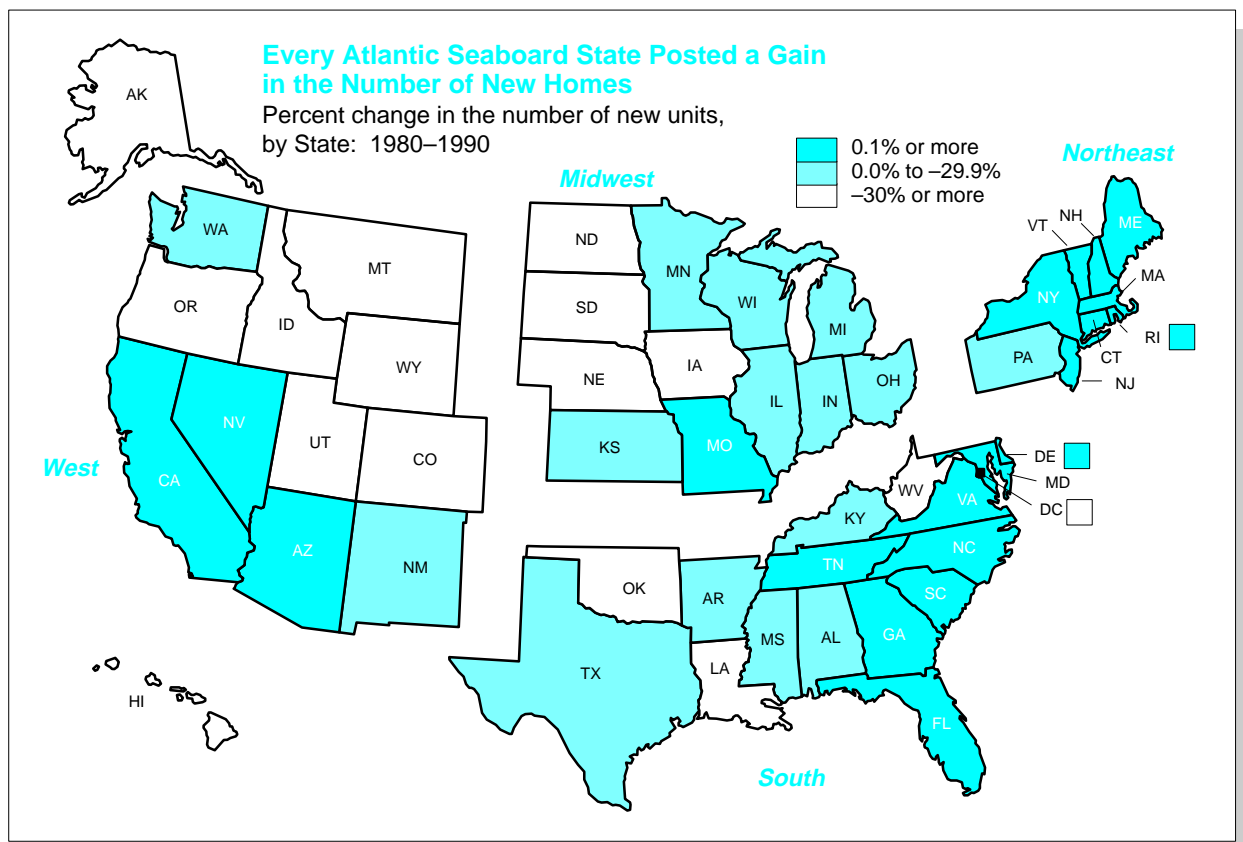 Every Atlantic Seaboard State Posted a Gain
in the Number of New Homes
Percent change in the number of new units,
by State: 1980–1990
0.1% or more
0.0% to –29.9%
–30% or more
Northeast
Midwest
West
South
AK
WA
OR
ID
MT
WY
NV
UT
CO
CA
AZ
NM
HI
ND
SD
NE
KS
MN
IA
MO
WI
IL
MI
IN
OH
VT
NH
ME
NY
MA
RI
CT
NJ
PA
DE
MD
DC
WV
VA
KY
NC
TN
SC
OK
AR
MS
AL
GA
LA
TX
FL